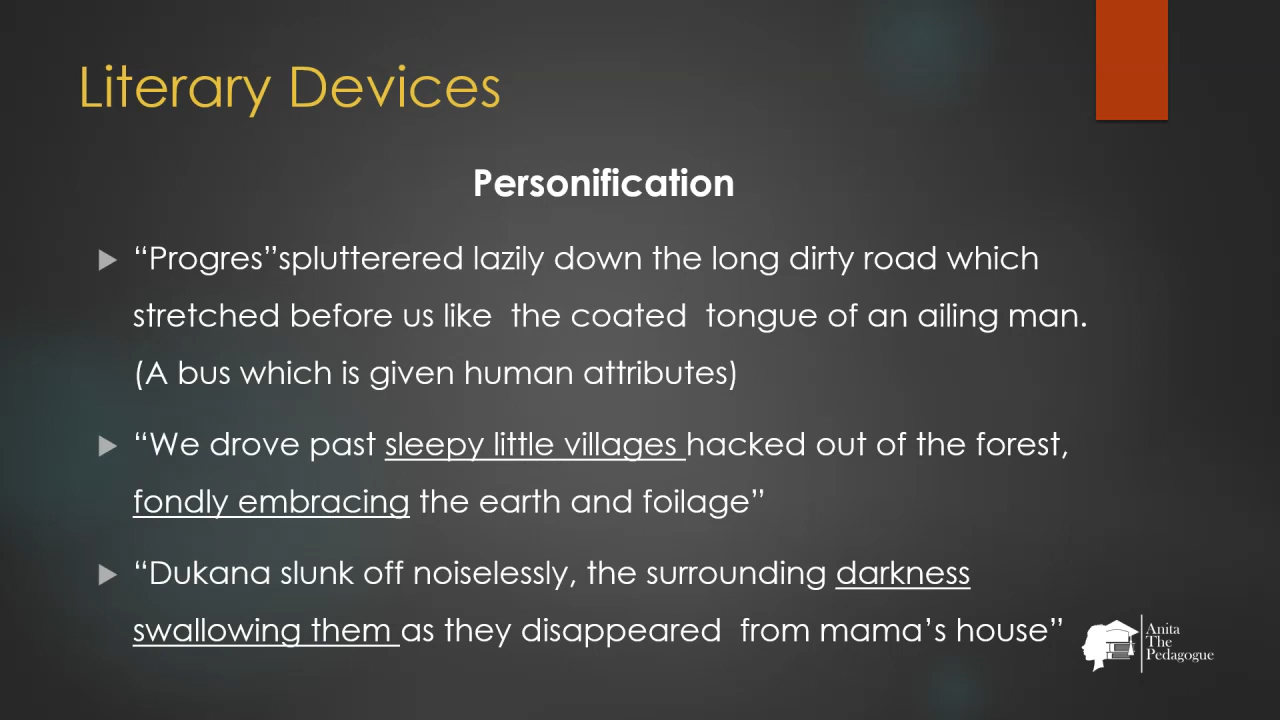 Literary Devices
Personification
“Progres”splutterered lazily down the long dirty road which
stretched before us like the coated tongue of an ailing man.
(A bus which is given human attributes)
“We drove past sleepy little villages hacked out of the forest,
fondly embracing the earth and foilage”
“Dukana slunk off noiselessly, the surrounding darkness
swallowing them as they disappeared from mama’s house”
Anita
The
Pedagogue